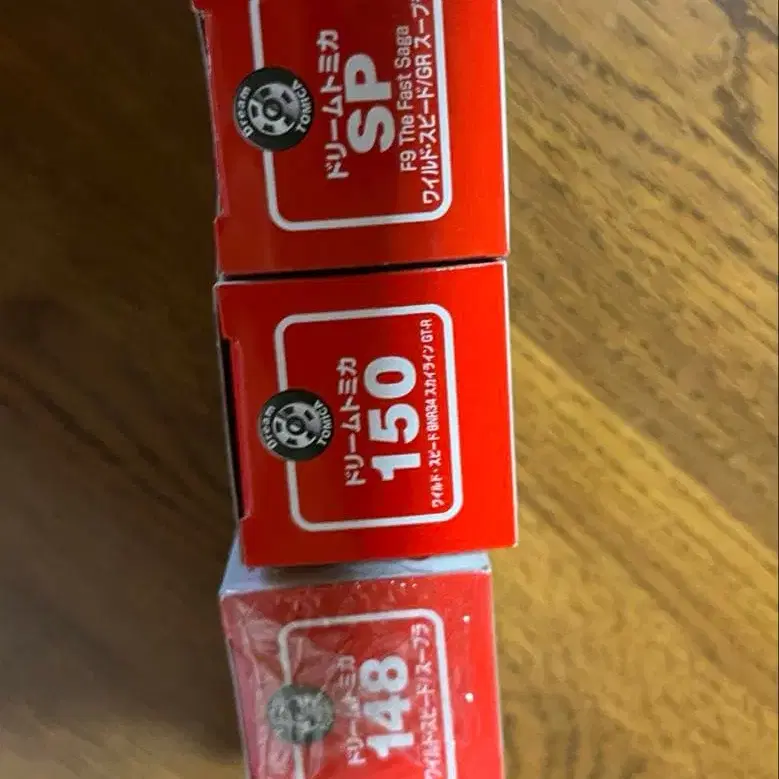 Dream TOMICA
ドリームトミカ
SP
F9 The Fast Saga
ワイルド・スピード/GR スープラ
Dream TOMICA
ドリームトミカ
150
ワイルド・スピード BNR34 スカイライン GT-R
ドリームトミカ
148
ワイルド・スピード/スープラ